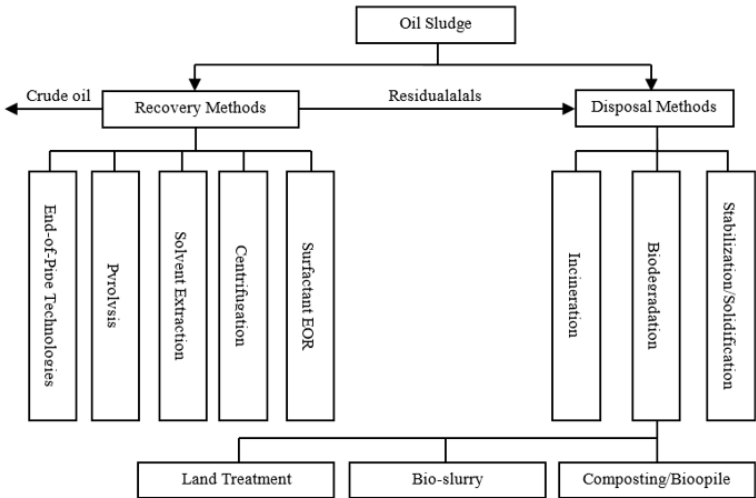 Oil Sludge
Crude oil
Recovery Methods
Residualalals
Disposal Methods
End-of-Pipe Technologies
Pyrolysis
Solvent Extraction
Centrifugation
Surfactant EOR
Incineration
Biodegradation
Stabilization/Solidification
Land Treatment
Bio-slurry
Composting/Bioopile